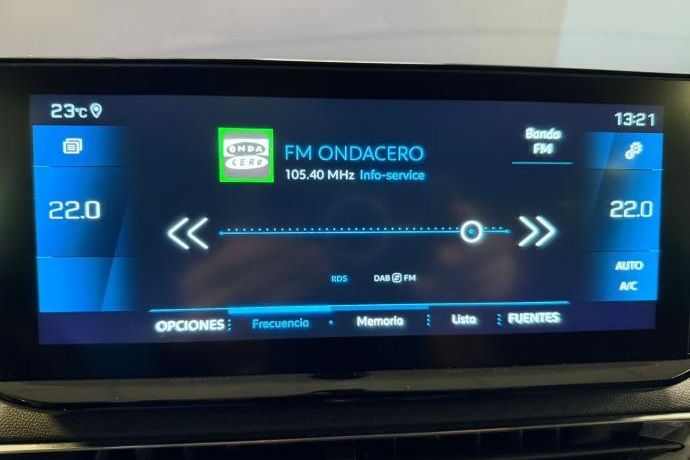 23°C
13:21
ONDA
CERO
FM ONDACERO
105.40 MHz Info-service
Banda
FM
22.0
22.0
RDS
DAB FM
AUTO
A/C
OPCIONES
Frecuencia
Memoria
Lista
FUENTES